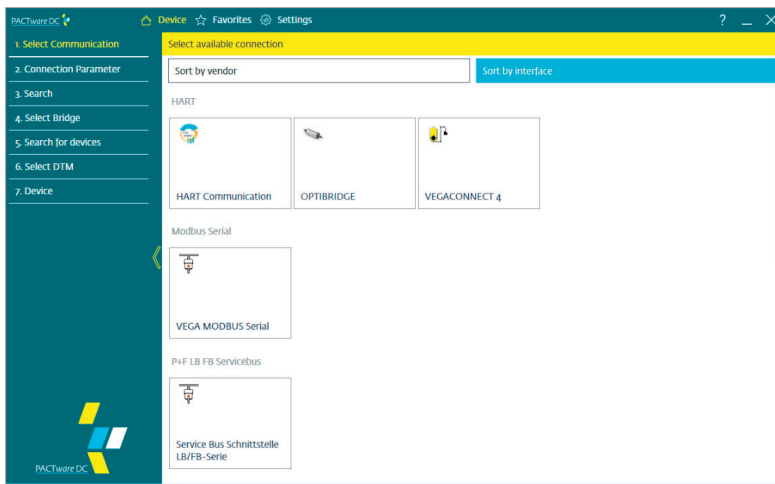 PACTware DC
Device
Favorites
Settings
?
1. Select Communication
2. Connection Parameter
3. Search
4. Select Bridge
5. Search for devices
6. Select DTM
7. Device
PACTware DC
Select available connection
Sort by vendor
Sort by interface
HART
HART Communication
OPTIBRIDGE
VEGACONNECT 4
Modbus Serial
VEGA MODBUS Serial
P+F LB FB Servicebus
Service Bus Schnittstelle
LB/FB-Serie